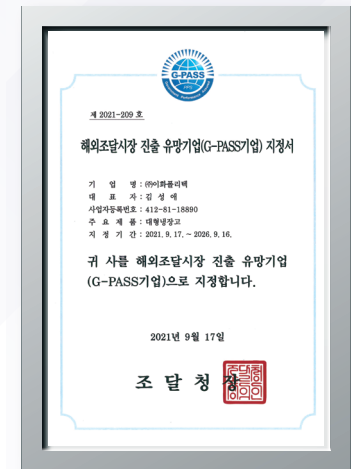 G-PASS
제 2021-209 호
해외조달시장 진출 유망기업(G-PASS기업) 지정서
기 업 명 : ㈜이화폴리텍
대 표 자 : 김성애
사업자등록번호 : 412-81-18890
주 요 제 품 : 대형냉장고
지 정 기 간 : 2021. 9. 17. ~ 2026. 9. 16.
귀 사를 해외조달시장 진출 유망기업
(G-PASS기업)으로 지정합니다.
2021년 9월 17일
조 달 청 장